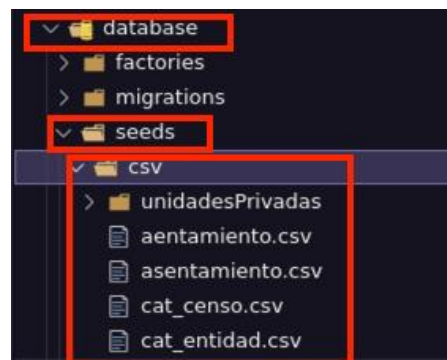 database
factories
migrations
seeds
csv
unidadesPrivadas
aentamiento.csv
asentamiento.csv
cat_censo.csv
cat_entidad.csv